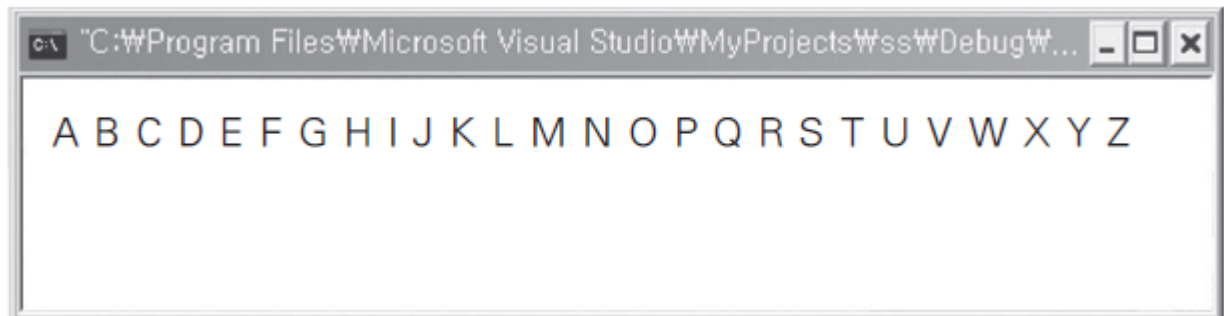 C:\ "C:₩Program Files₩Microsoft Visual Studio₩MyProjects₩ss₩Debug₩...
A B C D E F G H I J K L M N O P Q R S T U V W X Y Z